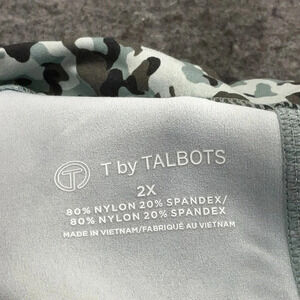 T by TALBOTS
2X
80% NYLON 20% SPANDEX/
80% NYLON 20% SPANDEX
MADE IN VIETNAM/FABRIQUÉ AU VIETNAM